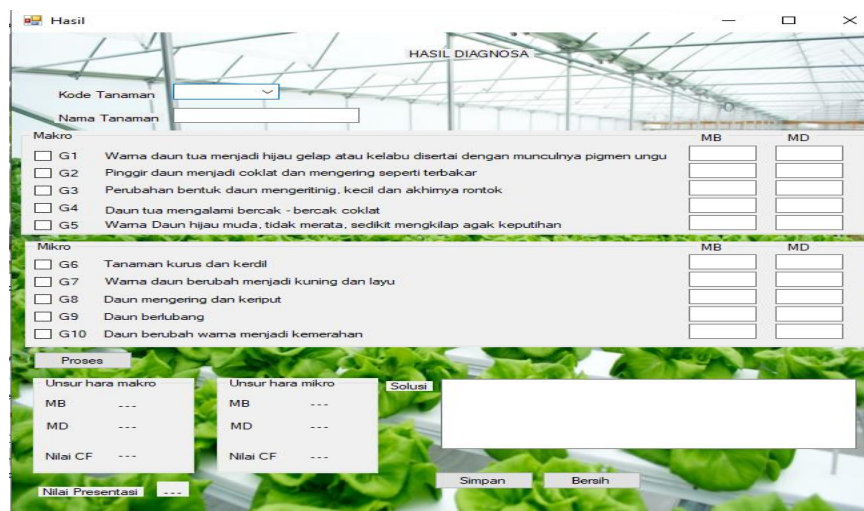 Hasil
HASIL DIAGNOSA
Kode Tanaman
Nama Tanaman
Makro MB MD
G1 Warna daun tua menjadi hijau gelap atau kelabu disertai dengan munculnya pigmen ungu
G2 Pinggir daun menjadi coklat dan mengering seperti terbakar
G3 Perubahan bentuk daun mengeritinig, kecil dan akhirnya rontok
G4 Daun tua mengalami bercak - bercak coklat
G5 Warna Daun hijau muda, tidak merata, sedikit mengkilap agak keputihan
Mikro MB MD
G6 Tanaman kurus dan kerdil
G7 Warna daun berubah menjadi kuning dan layu
G8 Daun mengering dan keriput
G9 Daun berlubang
G10 Daun berubah warna menjadi kemerahan
Proses
Unsur hara makro
MB ---
MD ---
Nilai CF ---
Unsur hara mikro
MB ---
MD ---
Nilai CF ---
Solusi
Nilai Presentasi ---
Simpan Bersih